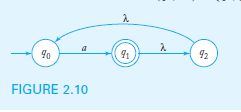 λ
q₀ a q₁ λ q₂
FIGURE 2.10